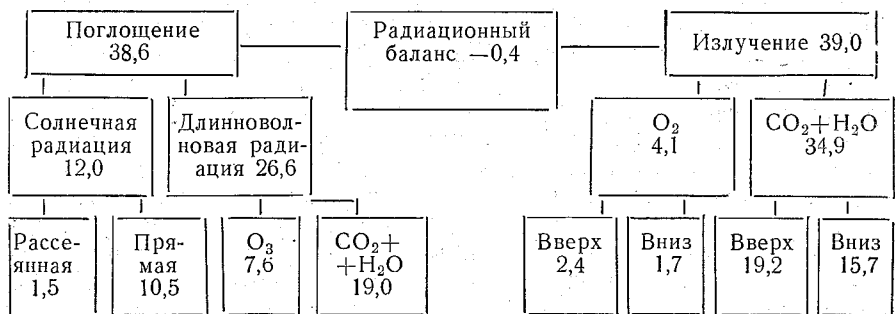 Поглощение
38,6
Радиационный
баланс —0,4
Излучение 39,0
Солнечная
радиация
12,0
Длинновол-
новая ради-
ация 26,6
O₂
4,1
CO₂+H₂O
34,9
Рассе-
янная
1,5
Пря-
мая
10,5
O₃
7,6
CO₂+
+H₂O
19,0
Вверх
2,4
Вниз
1,7
Вверх
19,2
Вниз
15,7